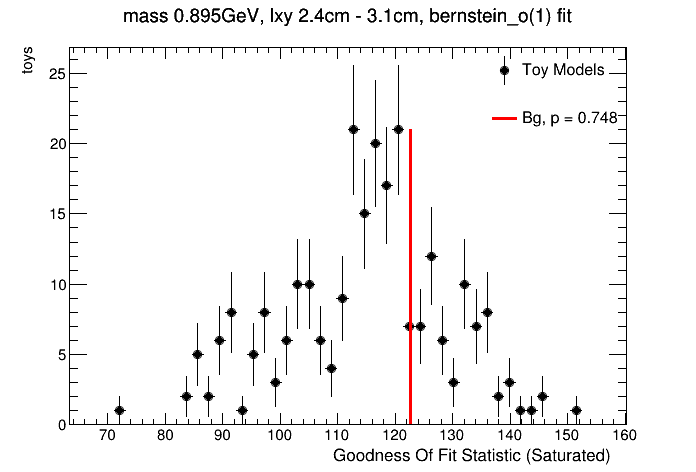 mass 0.895GeV, lxy 2.4cm - 3.1cm, bernstein_o(1) fit
toys
Toy Models
Bg, p = 0.748
25
20
15
10
5
0
70 80 90 100 110 120 130 140 150 160
Goodness Of Fit Statistic (Saturated)